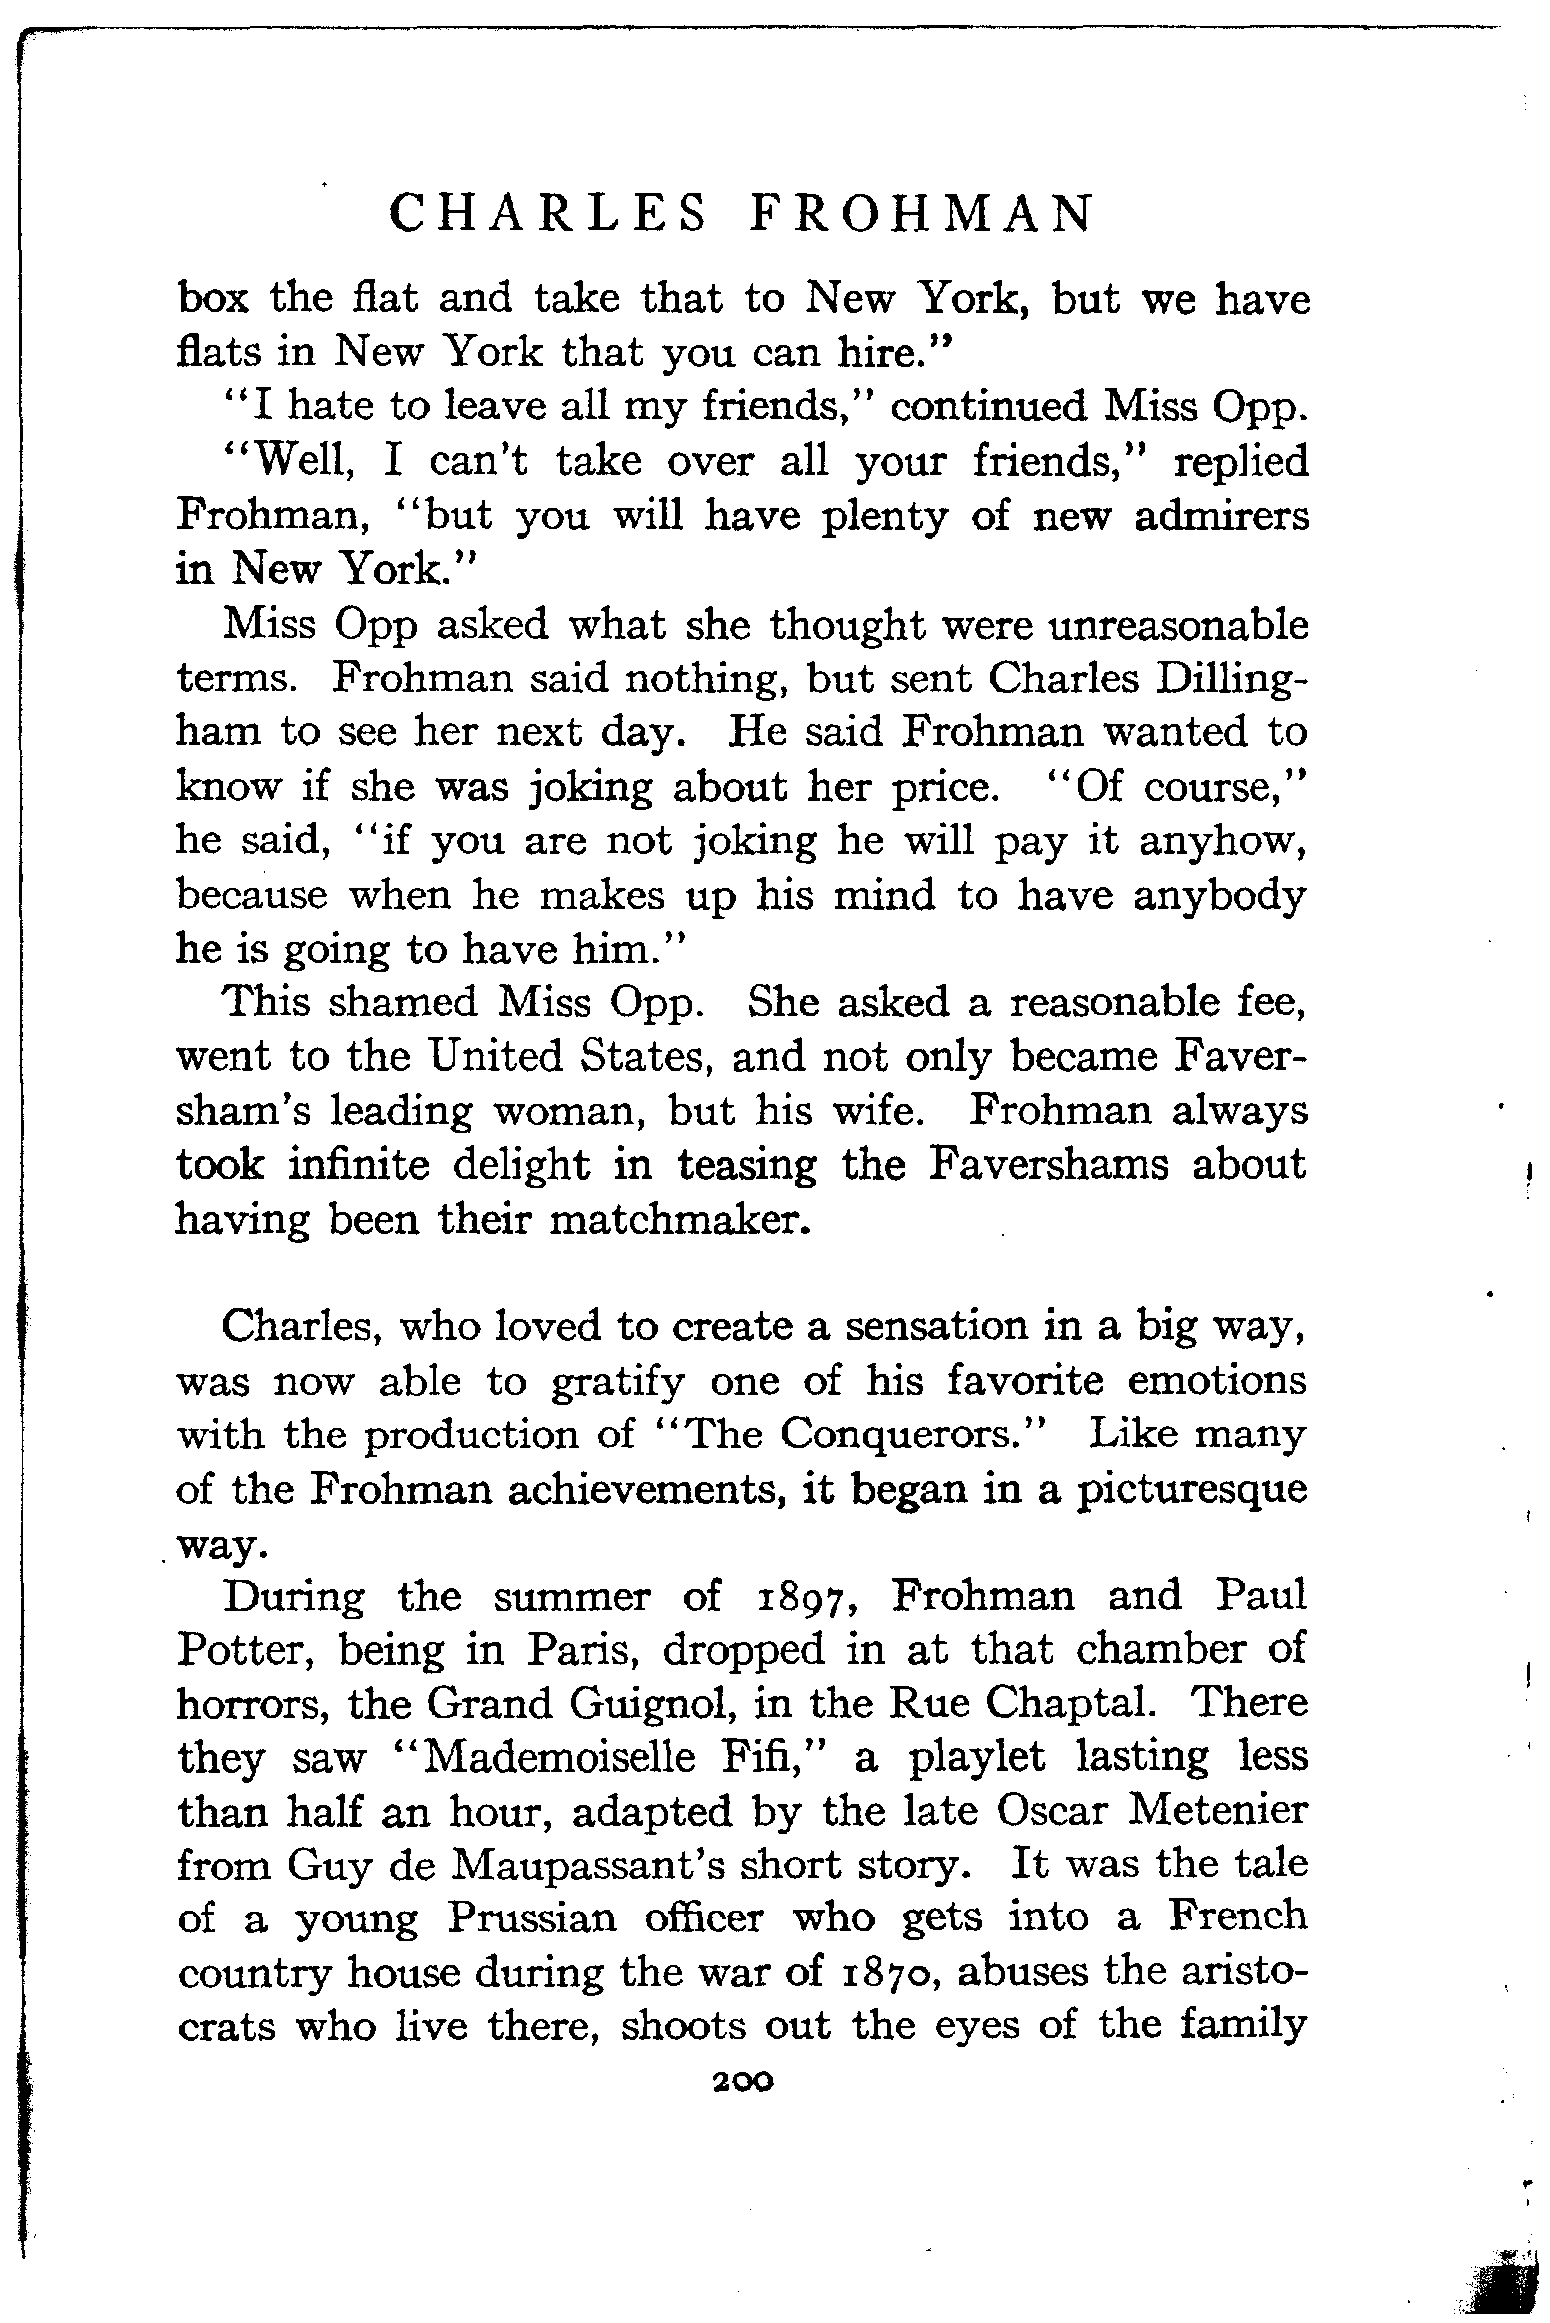 CHARLES FROHMAN
box the flat and take that to New York, but we have
flats in New York that you can hire."
"I hate to leave all my friends," continued Miss Opp.
"Well, I can't take over all your friends," replied
Frohman, "but you will have plenty of new admirers
in New York."
Miss Opp asked what she thought were unreasonable
terms. Frohman said nothing, but sent Charles Dilling-
ham to see her next day. He said Frohman wanted to
know if she was joking about her price. "Of course,"
he said, "if you are not joking he will pay it anyhow,
because when he makes up his mind to have anybody
he is going to have him."
This shamed Miss Opp. She asked a reasonable fee,
went to the United States, and not only became Faver-
sham's leading woman, but his wife. Frohman always
took infinite delight in teasing the Favershams about
having been their matchmaker.
Charles, who loved to create a sensation in a big way,
was now able to gratify one of his favorite emotions
with the production of "The Conquerors." Like many
of the Frohman achievements, it began in a picturesque
way.
During the summer of 1897, Frohman and Paul
Potter, being in Paris, dropped in at that chamber of
horrors, the Grand Guignol, in the Rue Chaptal. There
they saw "Mademoiselle Fifi," a playlet lasting less
than half an hour, adapted by the late Oscar Metenier
from Guy de Maupassant's short story. It was the tale
of a young Prussian officer who gets into a French
country house during the war of 1870, abuses the aristo-
crats who live there, shoots out the eyes of the family
200